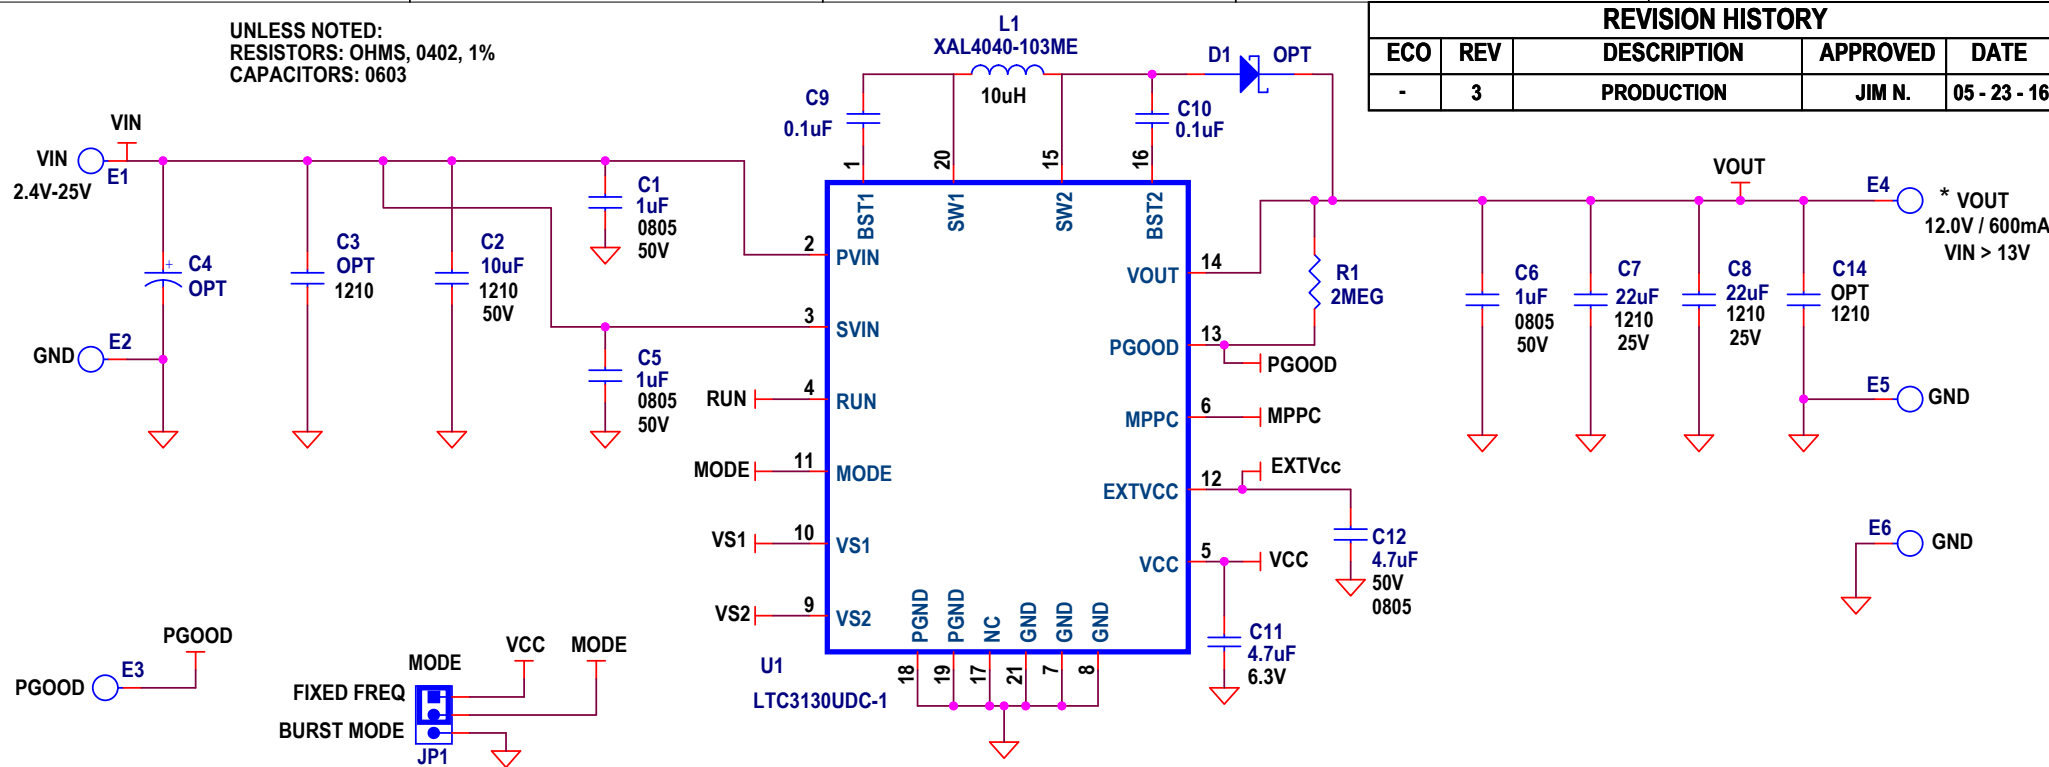 UNLESS NOTED:
RESISTORS: OHMS, 0402, 1%
CAPACITORS: 0603
REVISION HISTORY
ECO REV DESCRIPTION APPROVED DATE
- 3 PRODUCTION JIM N. 05 - 23 - 16
L1
XAL4040-103ME
10uH
D1 OPT
C9
0.1uF
C10
0.1uF
VIN
VIN
E1
2.4V-25V
C4
+
OPT
GND
E2
C3
OPT
1210
C2
10uF
1210
50V
C1
1uF
0805
50V
C5
1uF
0805
50V
1
20
15
16
BST1
SW1
SW2
BST2
2 PVIN
3 SVIN
RUN 4 RUN
MODE 11 MODE
VS1 10 VS1
VS2 9 VS2
VOUT 14
PGOOD 13
PGOOD
MPPC 6 MPPC
EXTVCC 12 EXTVcc
VCC 5 VCC
PGND
PGND
NC
GND
GND
GND
18
19
17
21
7
8
U1
LTC3130UDC-1
R1
2MEG
C12
4.7uF
50V
0805
C11
4.7uF
6.3V
VOUT
C6
1uF
0805
50V
C7
22uF
1210
25V
C8
22uF
1210
25V
C14
OPT
1210
E4
* VOUT
12.0V / 600mA
VIN > 13V
E5
GND
E6
GND
PGOOD
PGOOD
E3
MODE
VCC
MODE
FIXED FREQ
BURST MODE
JP1